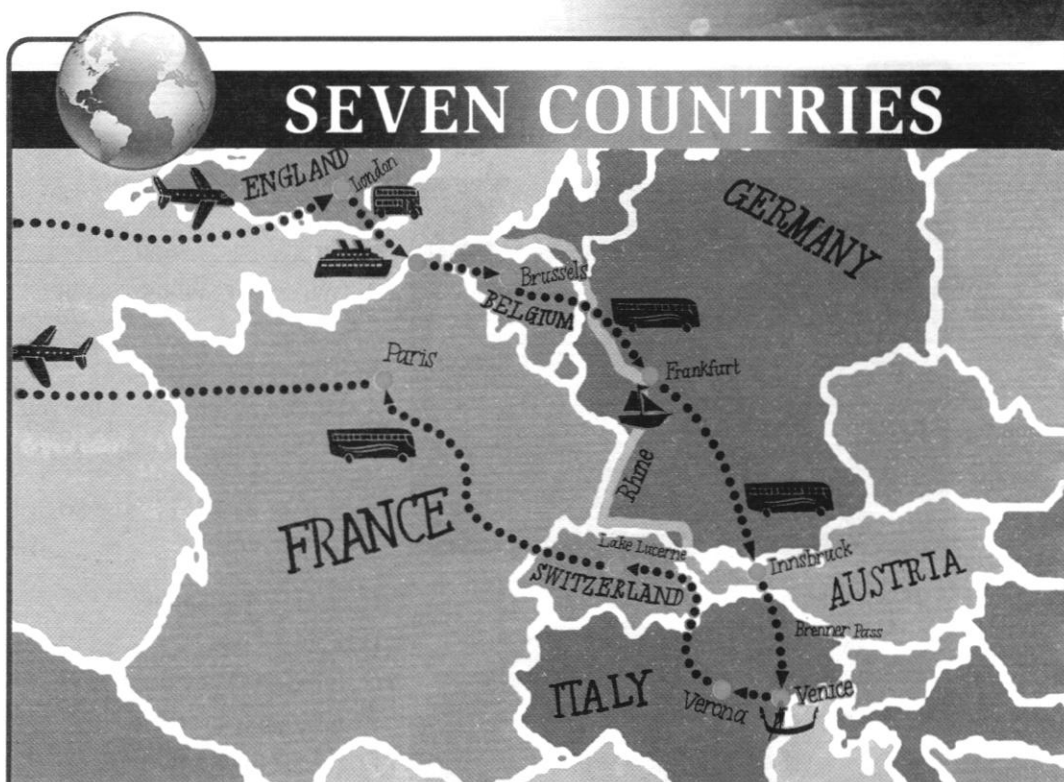 SEVEN COUNTRIES
ENGLAND
London
GERMANY
Brussels
BELGIUM
Paris
Frankfurt
Rhine
FRANCE
Lake Lucerne
SWITZERLAND
Innsbruck
AUSTRIA
Brenner Pass
ITALY
Verona
Venice